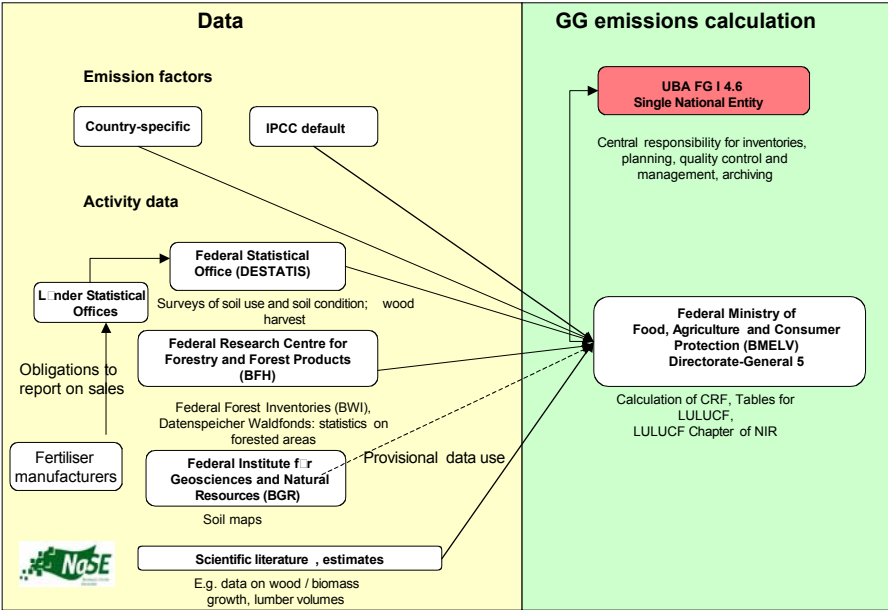 Data
GG emissions calculation
Emission factors
Country-specific
IPCC default
UBA FG I 4.6
Single National Entity
Central responsibility for inventories,
planning, quality control and
management, archiving
Activity data
Federal Statistical
Office (DESTATIS)
L□nder Statistical
Offices
Surveys of soil use and soil condition; wood
harvest
Federal Research Centre for
Forestry and Forest Products
(BFH)
Obligations to
report on sales
Federal Forest Inventories (BWI),
Datenspeicher Waldfonds: statistics on
forested areas
Fertiliser
manufacturers
Federal Institute f□r
Geosciences and Natural
Resources (BGR)
Provisional data use
Soil maps
Scientific literature , estimates
E.g. data on wood / biomass
growth, lumber volumes
Federal Ministry of
Food, Agriculture and Consumer
Protection (BMELV)
Directorate-General 5
Calculation of CRF, Tables for
LULUCF,
LULUCF Chapter of NIR
NaSE